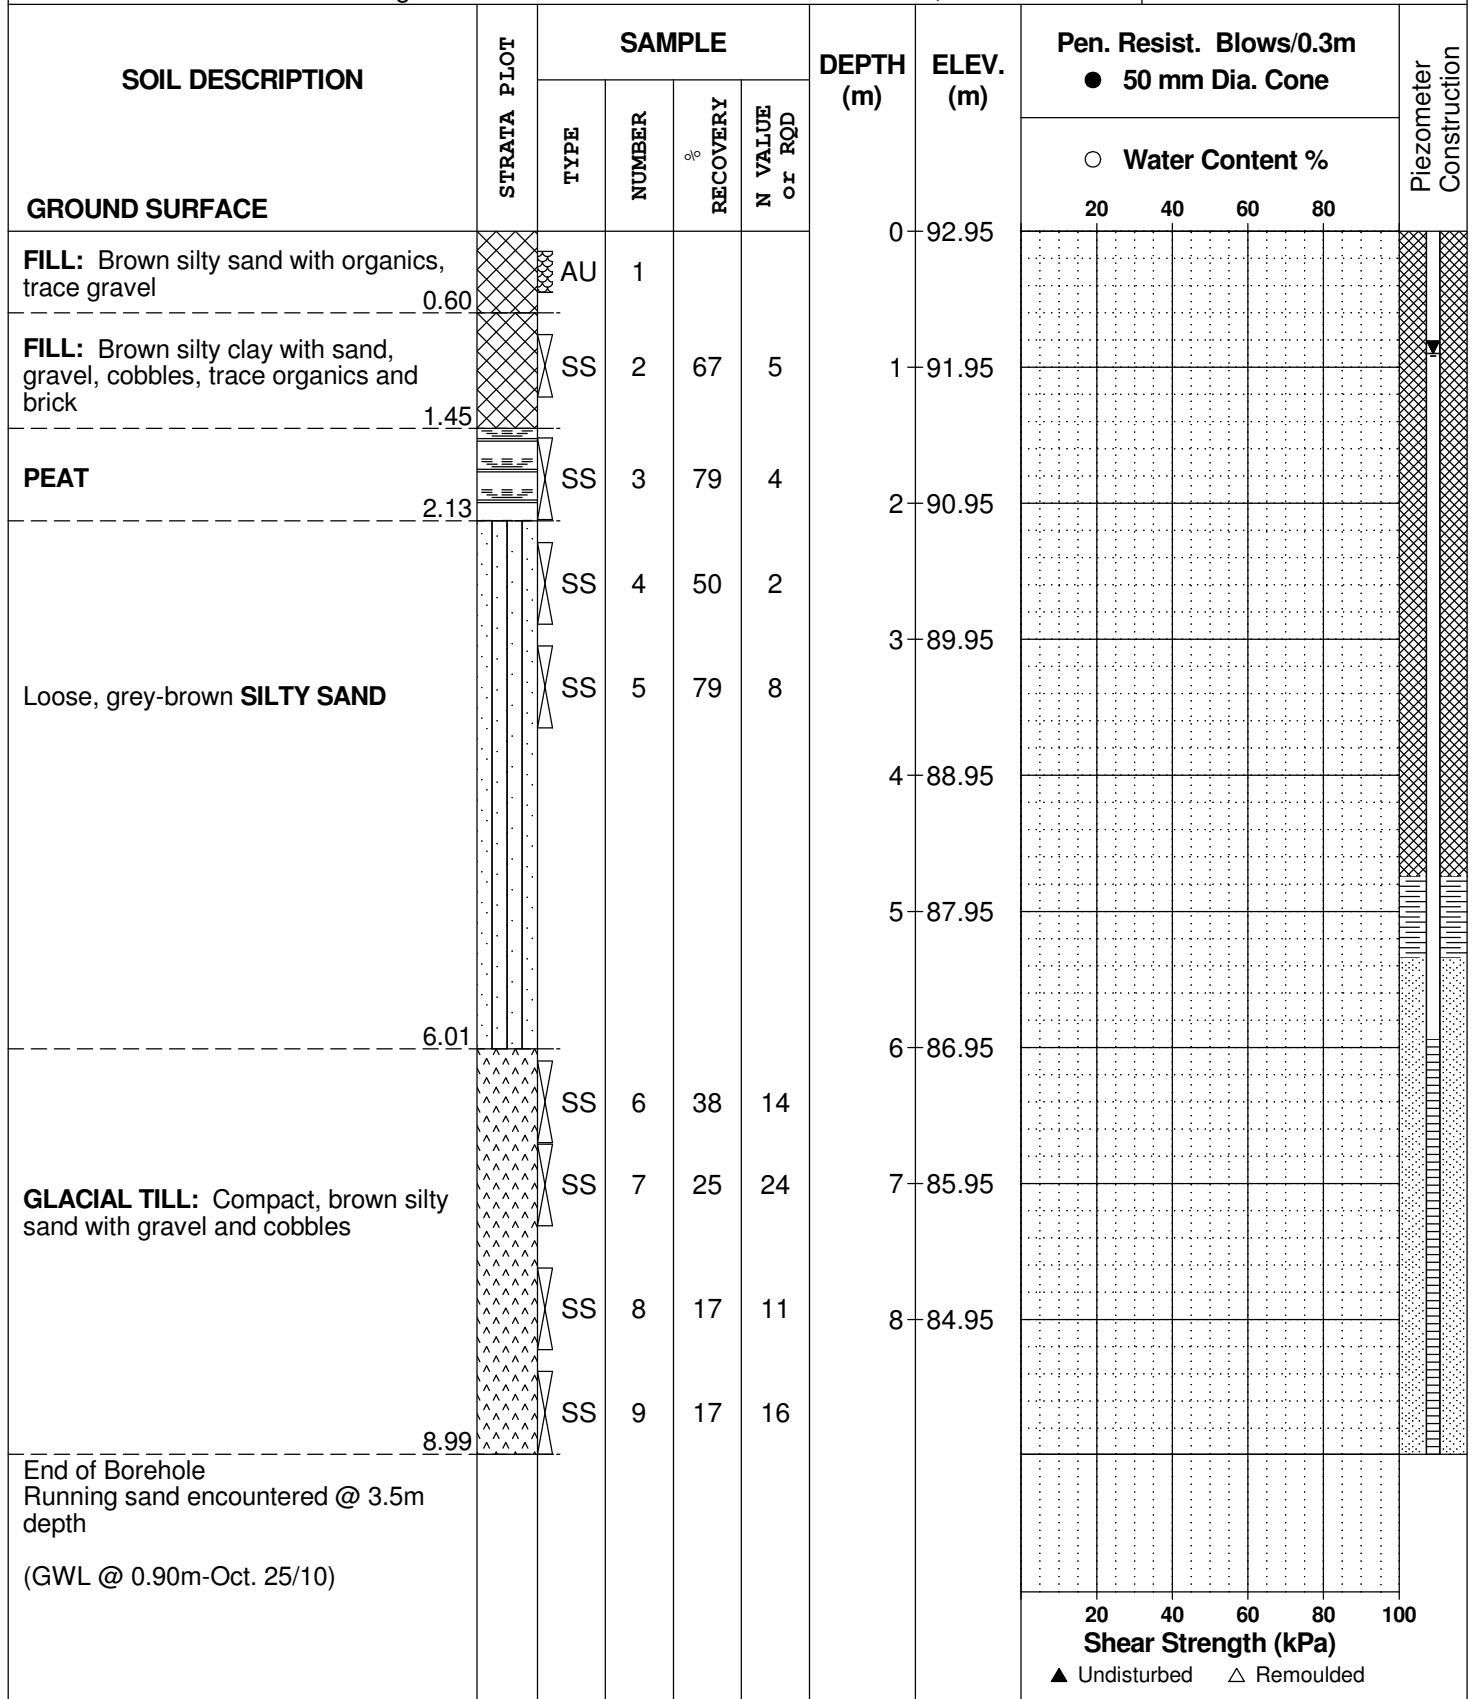 SOIL DESCRIPTION
GROUND SURFACE
STRATA PLOT
SAMPLE
TYPE
NUMBER
%
RECOVERY
N VALUE
or RQD
DEPTH
(m)
ELEV.
(m)
Pen. Resist. Blows/0.3m
● 50 mm Dia. Cone
○ Water Content %
20 40 60 80
Piezometer
Construction
0 92.95
FILL: Brown silty sand with organics,
trace gravel
0.60
AU 1
FILL: Brown silty clay with sand,
gravel, cobbles, trace organics and
brick
1.45
SS 2 67 5
1 91.95
PEAT
2.13
SS 3 79 4
2 90.95
SS 4 50 2
3 89.95
Loose, grey-brown SILTY SAND
SS 5 79 8
4 88.95
5 87.95
6.01
6 86.95
SS 6 38 14
GLACIAL TILL: Compact, brown silty
sand with gravel and cobbles
SS 7 25 24
7 85.95
SS 8 17 11
8 84.95
SS 9 17 16
8.99
End of Borehole
Running sand encountered @ 3.5m
depth
(GWL @ 0.90m-Oct. 25/10)
20 40 60 80 100
Shear Strength (kPa)
▲ Undisturbed △ Remoulded